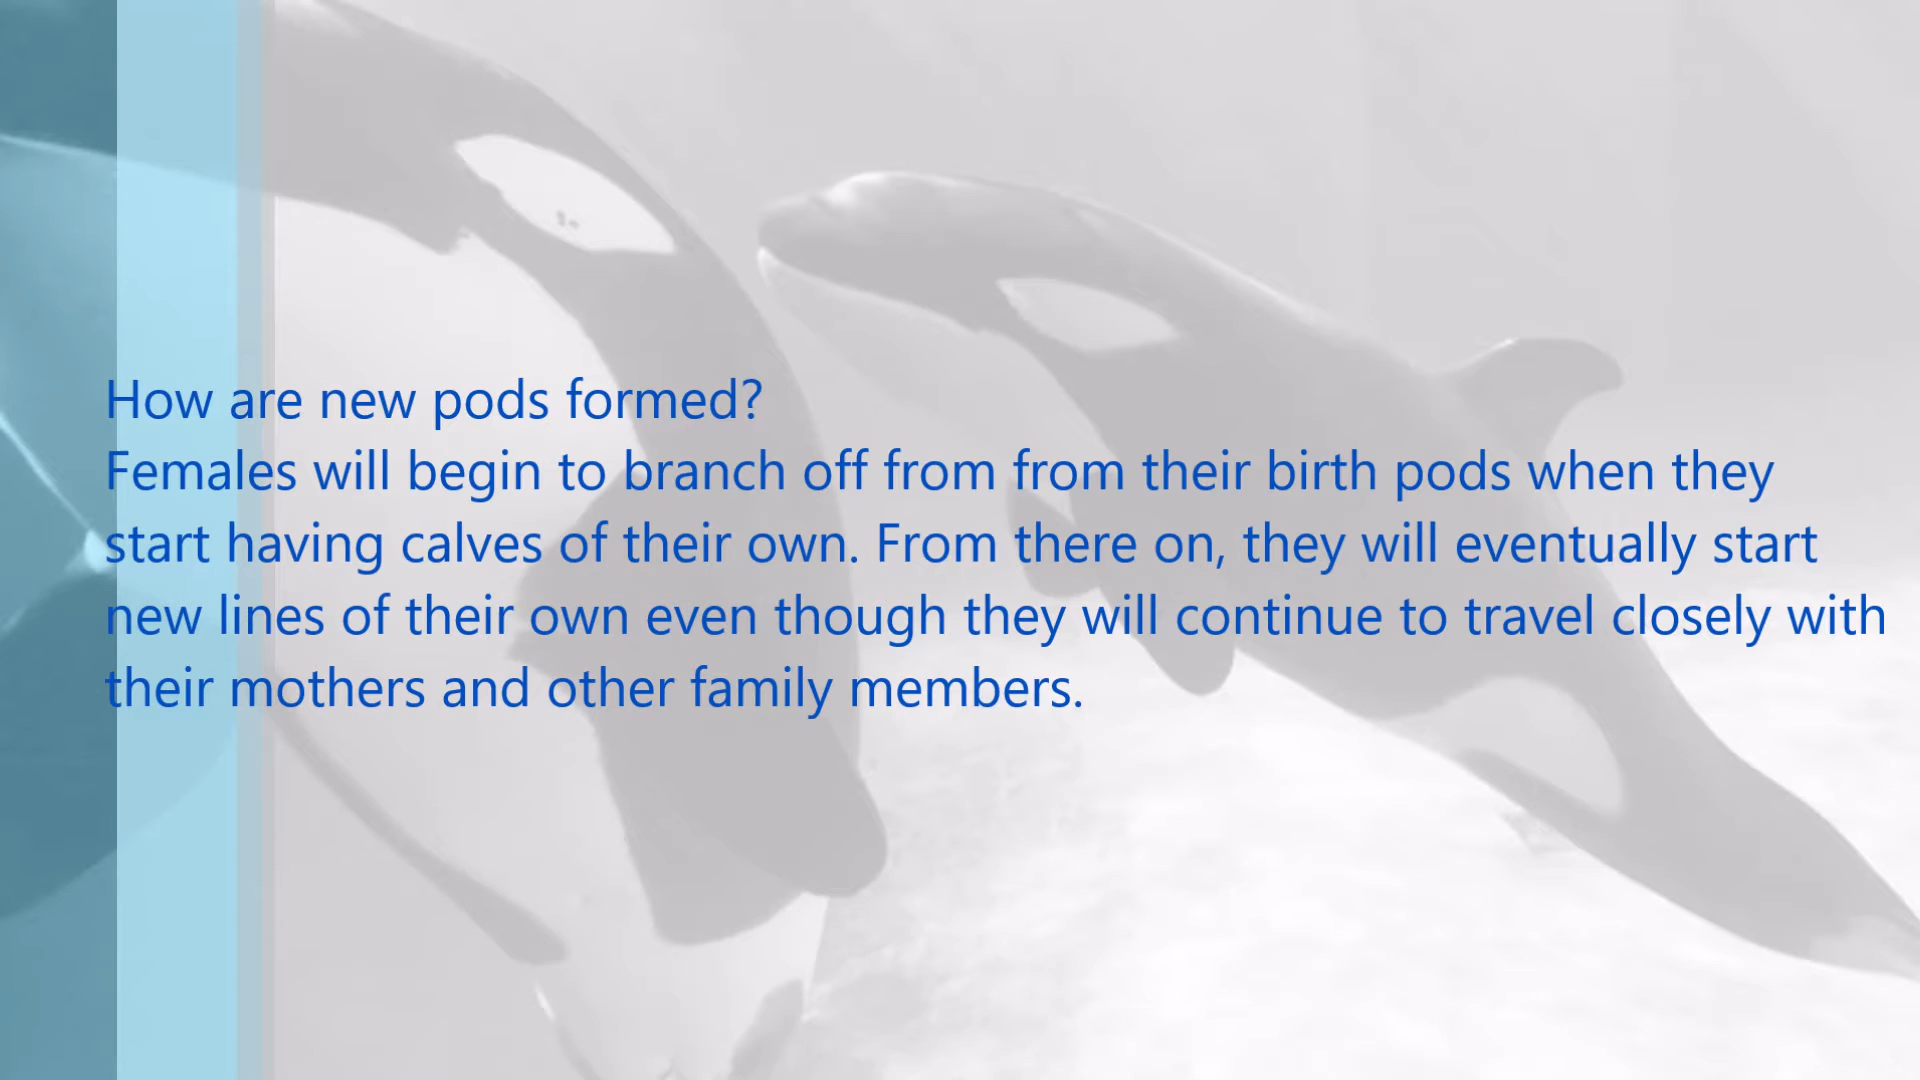 How are new pods formed?
Females will begin to branch off from from their birth pods when they
start having calves of their own. From there on, they will eventually start
new lines of their own even though they will continue to travel closely with
their mothers and other family members.